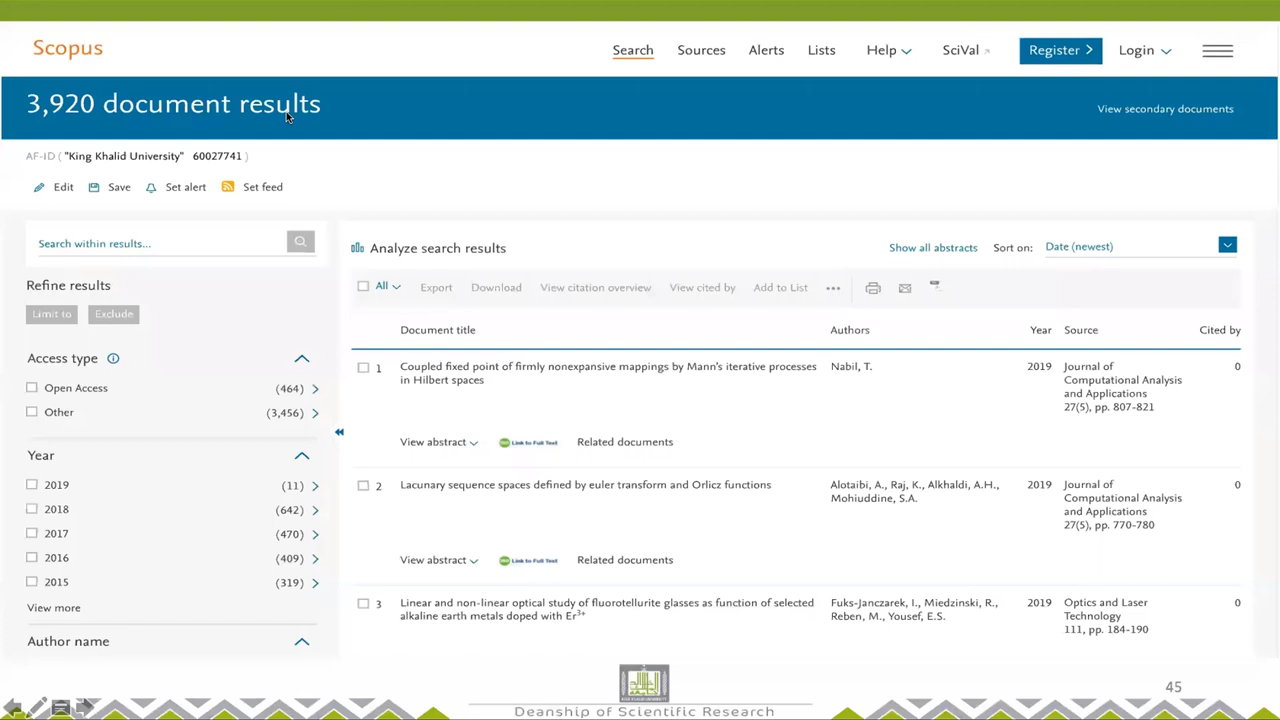 Scopus
Search Sources Alerts Lists Help SciVal Register Login
3,920 document results
View secondary documents
AF-ID ( "King Khalid University" 60027741 )
Edit Save Set alert Set feed
Search within results...
Analyze search results
Show all abstracts Sort on: Date (newest)
Refine results
All Export Download View citation overview View cited by Add to List •••
Limit to Exclude
Document title Authors Year Source Cited by
Access type
Open Access (464)
Other (3,456)
Year
2019 (11)
2018 (642)
2017 (470)
2016 (409)
2015 (319)
View more
Author name
1 Coupled fixed point of firmly nonexpansive mappings by Mann's iterative processes Nabil, T. 2019 Journal of 0
in Hilbert spaces Computational Analysis
and Applications
27(5), pp. 807-821
View abstract Link to Full Text Related documents
2 Lacunary sequence spaces defined by euler transform and Orlicz functions Alotaibi, A., Raj, K., Alkhaldi, A.H., 2019 Journal of 0
Mohiuddine, S.A. Computational Analysis
and Applications
27(5), pp. 770-780
View abstract Link to Full Text Related documents
3 Linear and non-linear optical study of fluorotellurite glasses as function of selected Fuks-Janczarek, I., Miedzinski, R., 2019 Optics and Laser 0
alkaline earth metals doped with Er3+ Reben, M., Yousef, E.S. Technology
111, pp. 184-190
45
Deanship of Scientific Research